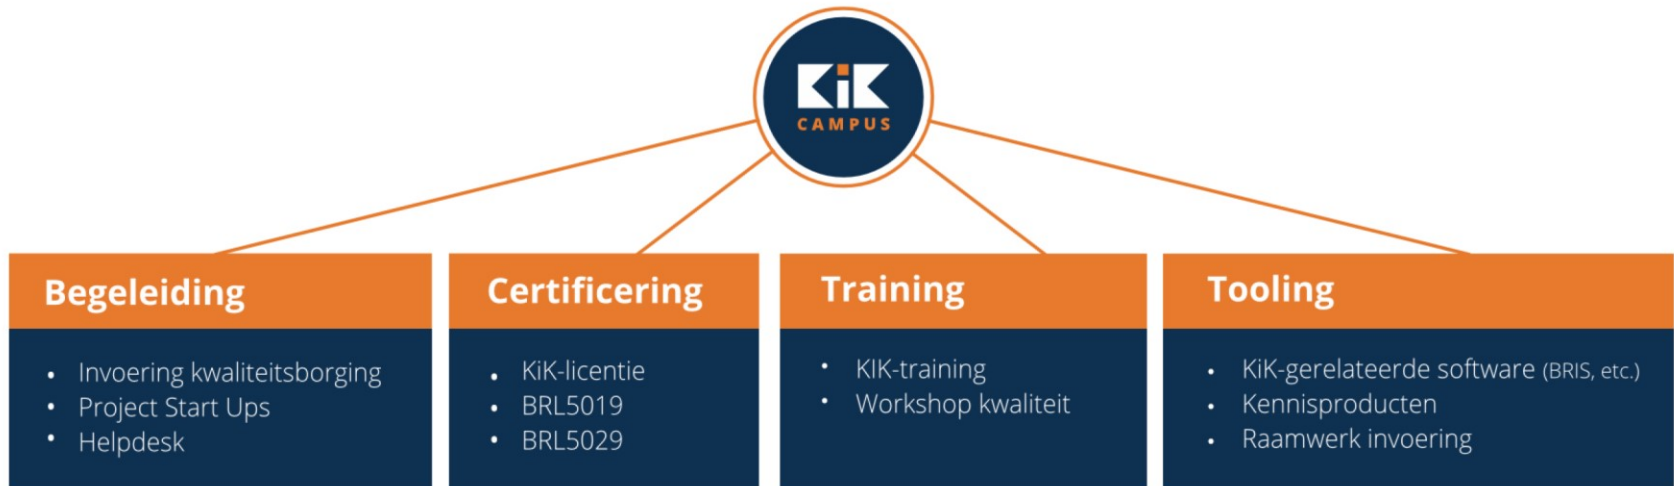 KiK
CAMPUS
Begeleiding
• Invoering kwaliteitsborging
• Project Start Ups
• Helpdesk
Certificering
• KiK-licentie
• BRL5019
• BRL5029
Training
• KIK-training
• Workshop kwaliteit
Tooling
• KiK-gerelateerde software (BRIS, etc.)
• Kennisproducten
• Raamwerk invoering